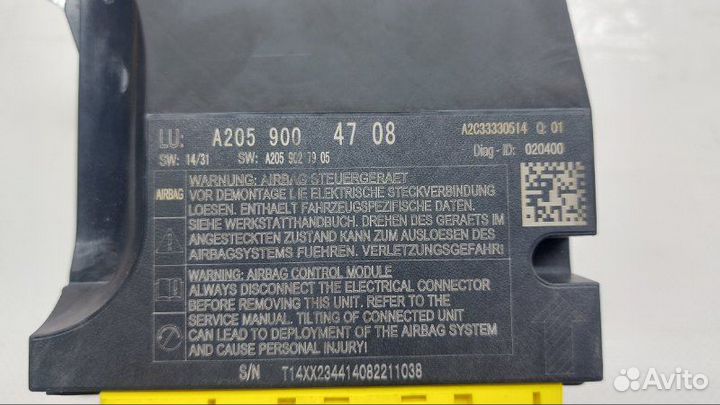 LU: A205 900 47 08 A2C33330514 Q: 01
SW: 14/31 SW: A205 902 79 05 Diag-ID: 020400
WARNUNG: AIRBAG STEUERGERAET
AIRBAG VOR DEMONTAGE DIE ELEKTRISCHE STECKVERBINDUNG
LOESEN. ENTHAELT FAHRZEUGSPEZIFISCHE DATEN.
SIEHE WERKSTATTHANDBUCH. DREHEN DES GERAETS IM
ANGESTECKTEN ZUSTAND KANN ZUM AUSLOESEN DES
AIRBAGSYSTEMS FUEHREN. VERLETZUNGSGEFAHR!
WARNING: AIRBAG CONTROL MODULE
ALWAYS DISCONNECT THE ELECTRICAL CONNECTOR
BEFORE REMOVING THIS UNIT. REFER TO THE
SERVICE MANUAL. TILTING OF CONNECTED UNIT
CAN LEAD TO DEPLOYMENT OF THE AIRBAG SYSTEM
AND CAUSE PERSONAL INJURY!
S/N T14XX234414082211038
Avito